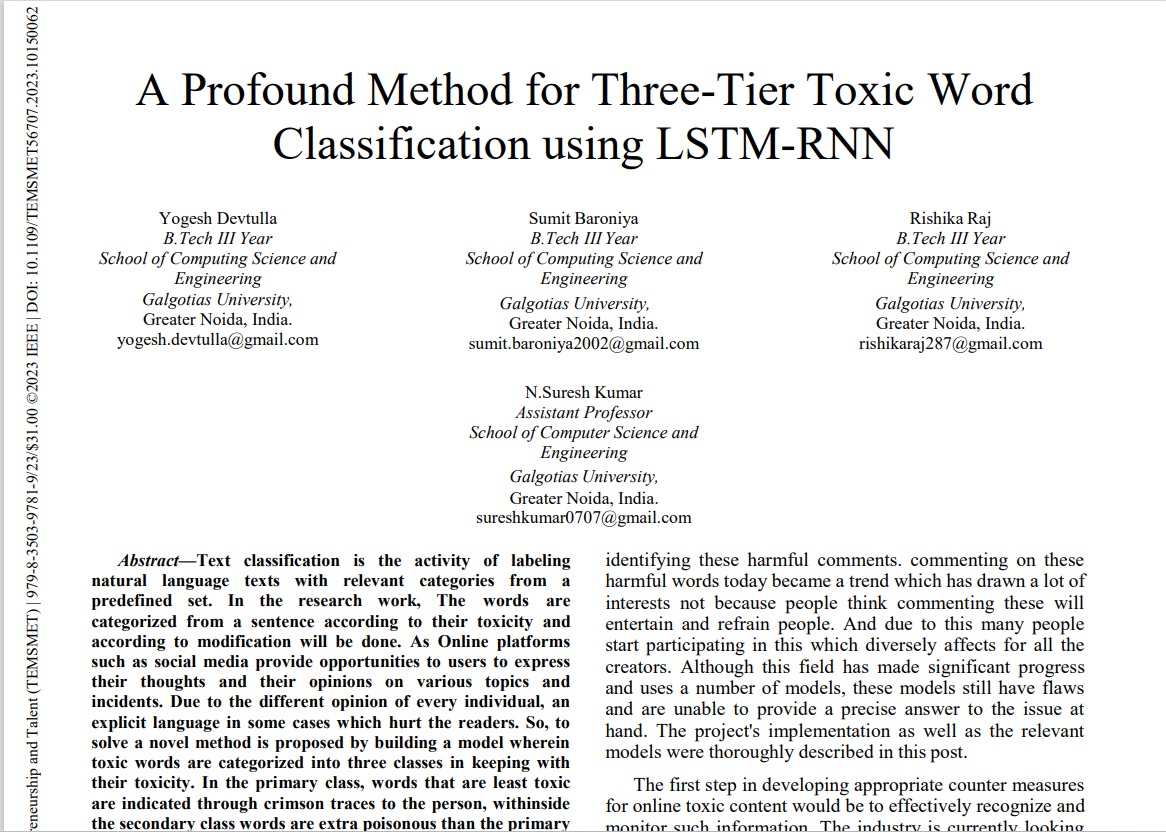 reneurship and Talent (TEMSMET) | 979-8-3503-9781-9/23/$31.00 ©2023 IEEE | DOI: 10.1109/TEMSMET56707.2023.10150062
A Profound Method for Three-Tier Toxic Word
Classification using LSTM-RNN
Yogesh Devtulla
B.Tech III Year
School of Computing Science and
Engineering
Galgotias University,
Greater Noida, India.
yogesh.devtulla@gmail.com
Sumit Baroniya
B.Tech III Year
School of Computing Science and
Engineering
Galgotias University,
Greater Noida, India.
sumit.baroniya2002@gmail.com
Rishika Raj
B.Tech III Year
School of Computing Science and
Engineering
Galgotias University,
Greater Noida, India.
rishikaraj287@gmail.com
N.Suresh Kumar
Assistant Professor
School of Computer Science and
Engineering
Galgotias University,
Greater Noida, India.
sureshkumar0707@gmail.com
Abstract—Text classification is the activity of labeling
natural language texts with relevant categories from a
predefined set. In the research work, The words are
categorized from a sentence according to their toxicity and
according to modification will be done. As Online platforms
such as social media provide opportunities to users to express
their thoughts and their opinions on various topics and
incidents. Due to the different opinion of every individual, an
explicit language in some cases which hurt the readers. So, to
solve a novel method is proposed by building a model wherein
toxic words are categorized into three classes in keeping with
their toxicity. In the primary class, words that are least toxic
are indicated through crimson traces to the person, withinside
the secondary class words are extra poisonous than the primary
identifying these harmful comments. commenting on these
harmful words today became a trend which has drawn a lot of
interests not because people think commenting these will
entertain and refrain people. And due to this many people
start participating in this which diversely affects for all the
creators. Although this field has made significant progress
and uses a number of models, these models still have flaws
and are unable to provide a precise answer to the issue at
hand. The project's implementation as well as the relevant
models were thoroughly described in this post.
The first step in developing appropriate counter measures
for online toxic content would be to effectively recognize and
monitor such information. The industry is currently looking